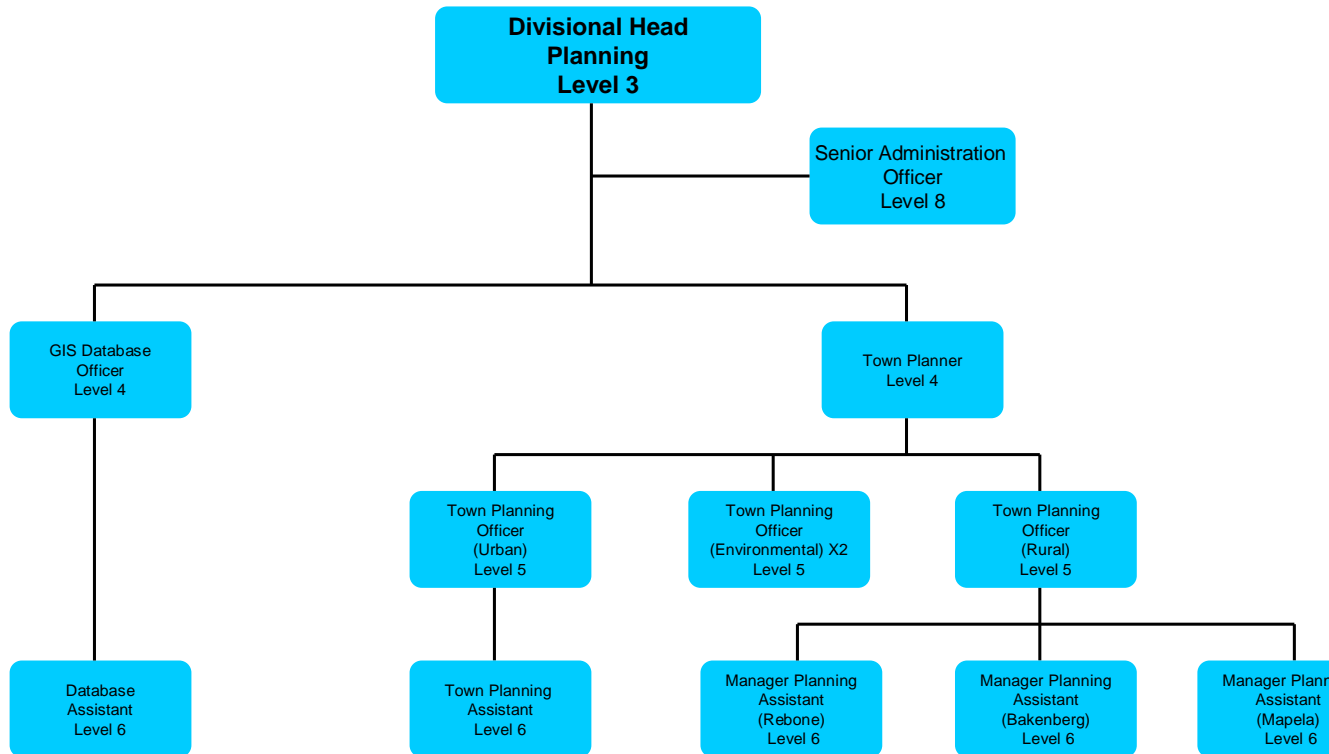 Divisional Head
Planning
Level 3
Senior Administration
Officer
Level 8
GIS Database
Officer
Level 4
Town Planner
Level 4
Town Planning
Officer
(Urban)
Level 5
Town Planning
Officer
(Environmental) X2
Level 5
Town Planning
Officer
(Rural)
Level 5
Database
Assistant
Level 6
Town Planning
Assistant
Level 6
Manager Planning
Assistant
(Rebone)
Level 6
Manager Planning
Assistant
(Bakenberg)
Level 6
Manager
Assistant
(Mapela)
Level 6